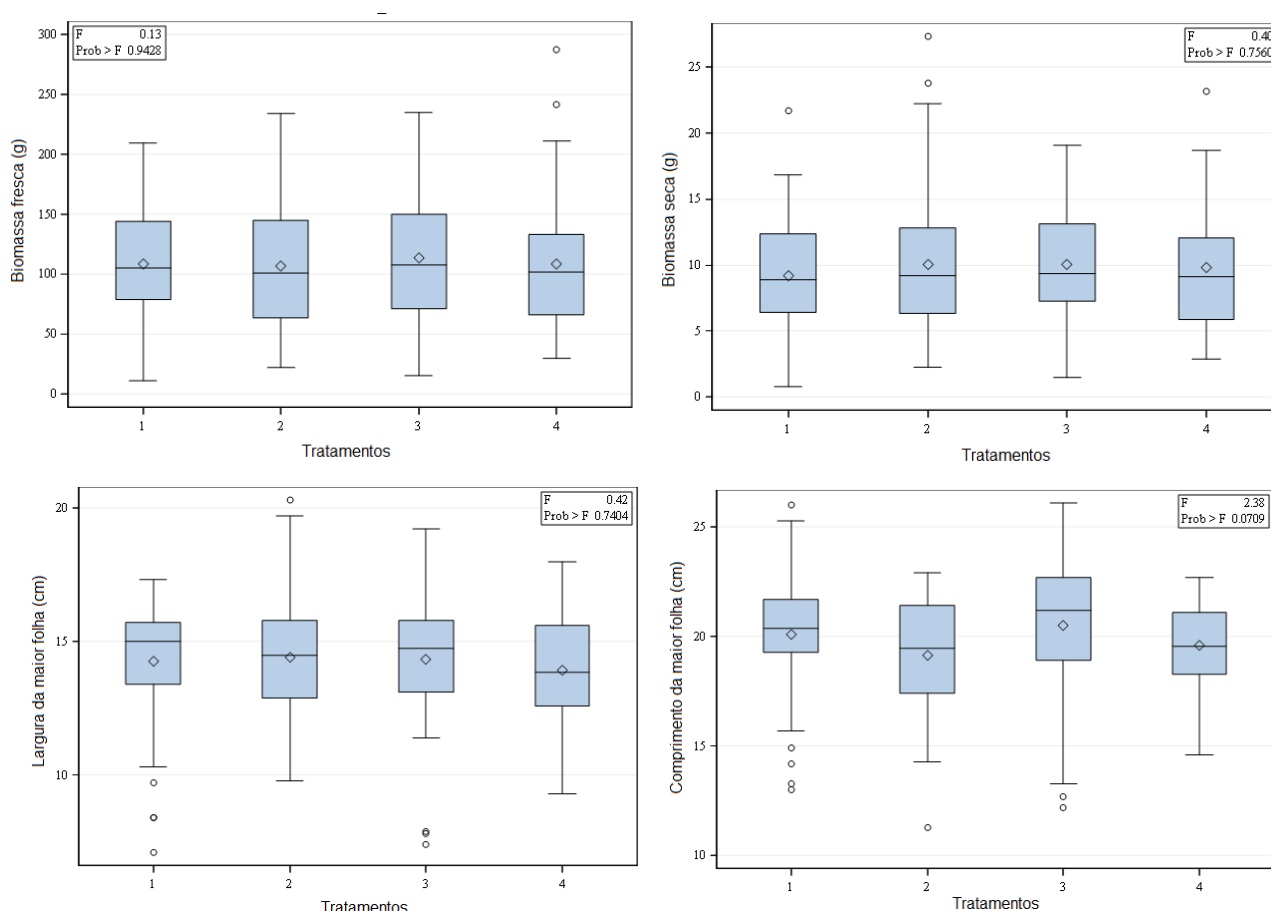 F 0.13
Prob > F 0.9428
Biomassa fresca (g)
300
250
200
150
100
50
0
1 2 3 4
Tratamentos
F 0.40
Prob > F 0.7560
Biomassa seca (g)
25
20
15
10
5
0
1 2 3 4
Tratamentos
F 0.42
Prob > F 0.7404
Largura da maior folha (cm)
20
15
10
1 2 3 4
Tratamentos
F 2.38
Prob > F 0.0709
Comprimento da maior folha (cm)
25
20
15
10
1 2 3 4
Tratamentos